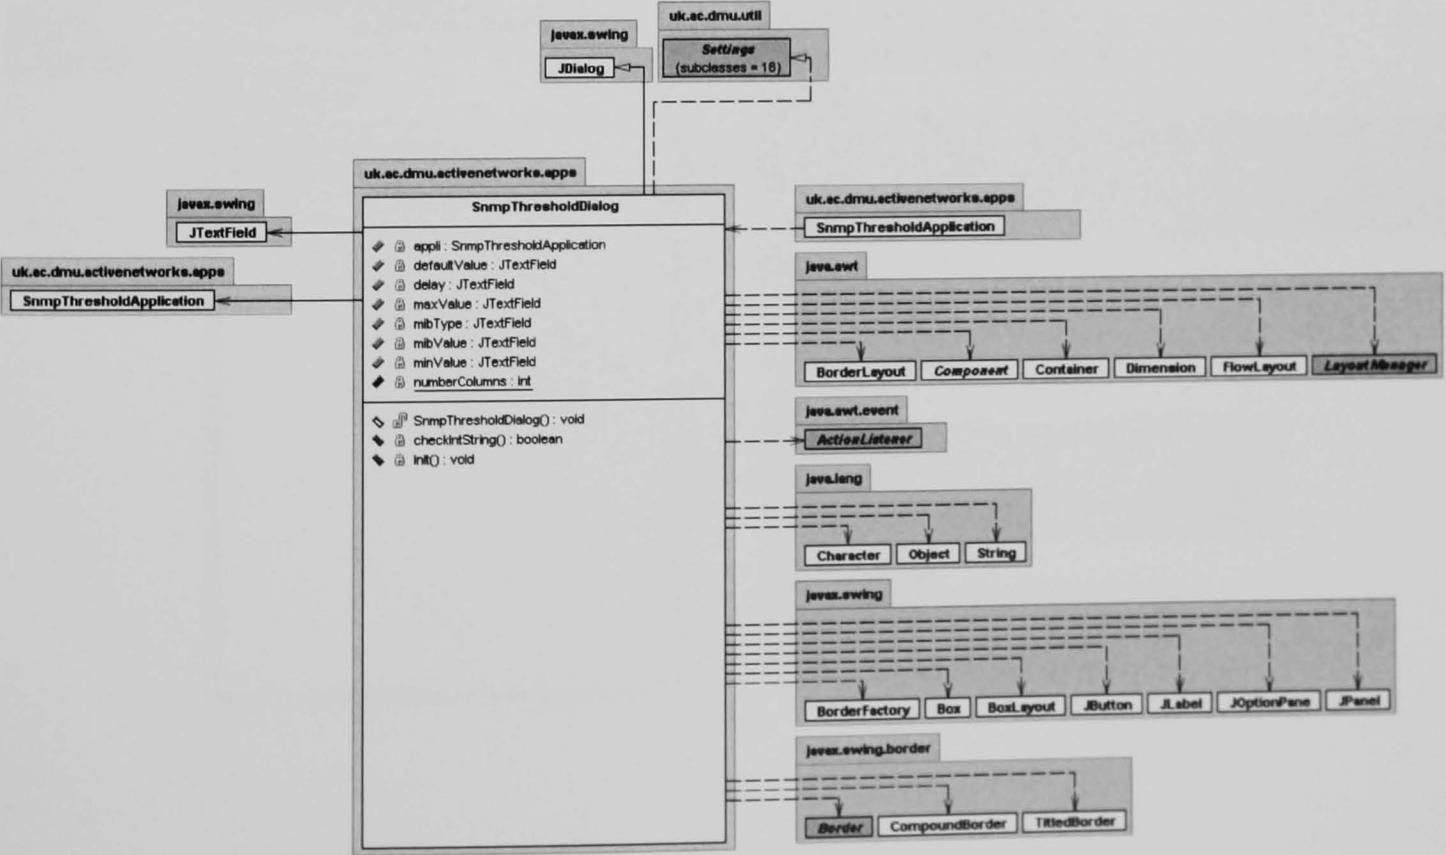 uk.ac.dmu.util
Settings
(subclasses = 16)
javax.swing
JDialog
uk.ac.dmu.activenetworks.apps
SnmpThresholdDialog
appli : SnmpThresholdApplication
defaultValue : JTextField
delay : JTextField
maxValue : JTextField
mibType : JTextField
mibValue : JTextField
minValue : JTextField
numberColumns : int
SnmpThresholdDialog() : void
checkIntString() : boolean
init() : void
javax.swing
JTextField
uk.ac.dmu.activenetworks.apps
SnmpThresholdApplication
uk.ac.dmu.activenetworks.apps
SnmpThresholdApplication
java.awt
BorderLayout Component Container Dimension FlowLayout LayoutManager
java.awt.event
ActionListener
java.lang
Character Object String
javax.swing
BorderFactory Box BoxLayout JButton JLabel JOptionPane JPanel
javax.swing.border
Border CompoundBorder TitledBorder